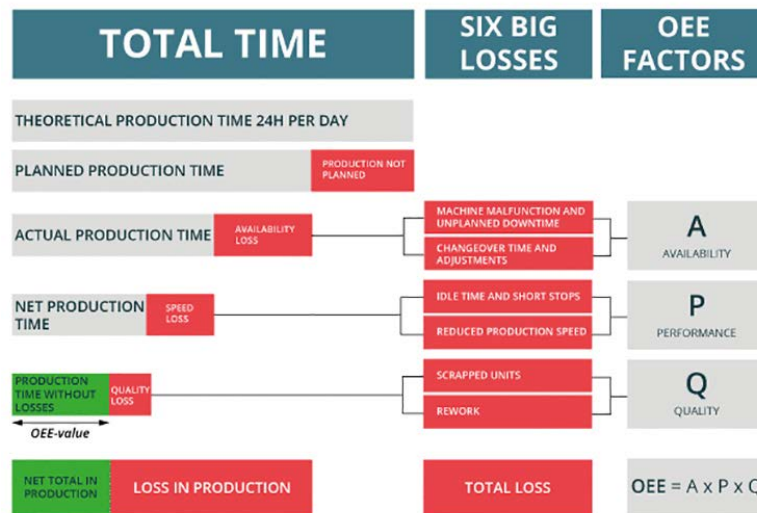 TOTAL TIME
SIX BIG
LOSSES
OEE
FACTORS
THEORETICAL PRODUCTION TIME 24H PER DAY
PLANNED PRODUCTION TIME
PRODUCTION NOT
PLANNED
ACTUAL PRODUCTION TIME
AVAILABILITY
LOSS
MACHINE MALFUNCTION AND
UNPLANNED DOWNTIME
CHANGEOVER TIME AND
ADJUSTMENTS
A
AVAILABILITY
NET PRODUCTION
TIME
SPEED
LOSS
IDLE TIME AND SHORT STOPS
REDUCED PRODUCTION SPEED
P
PERFORMANCE
PRODUCTION
TIME WITHOUT
LOSSES
QUALITY
LOSS
OEE-value
SCRAPPED UNITS
REWORK
Q
QUALITY
NET TOTAL IN
PRODUCTION
LOSS IN PRODUCTION
TOTAL LOSS
OEE = A x P x Q